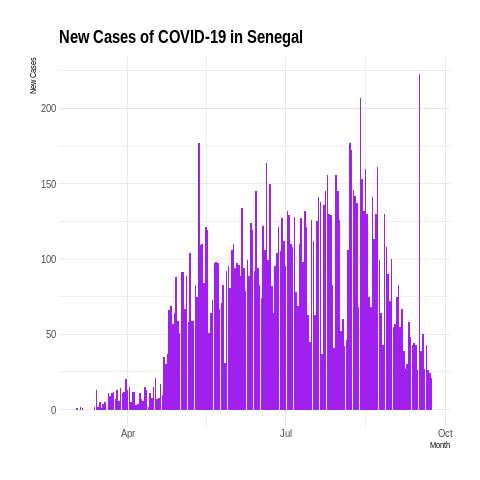 New Cases of COVID-19 in Senegal
New Cases
200
150
100
50
0
Apr
Jul
Oct
Month